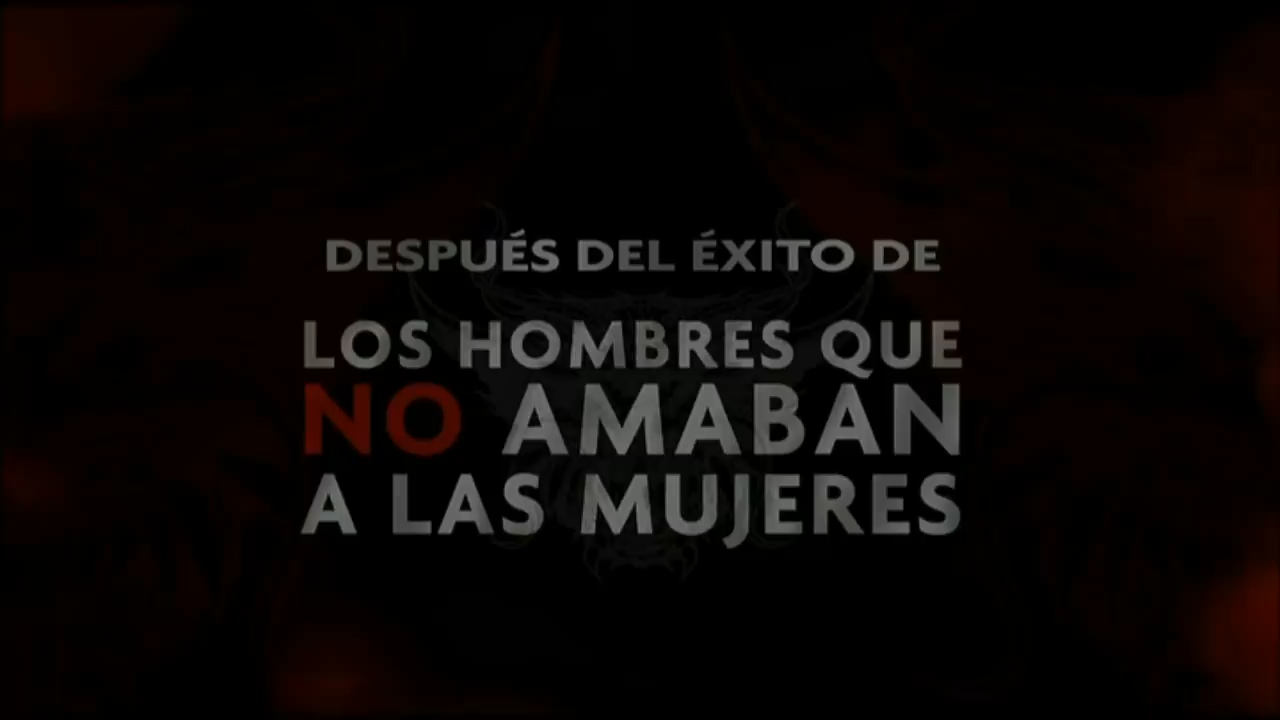 DESPUÉS DEL ÉXITO DE
LOS HOMBRES QUE
NO AMABAN
A LAS MUJERES